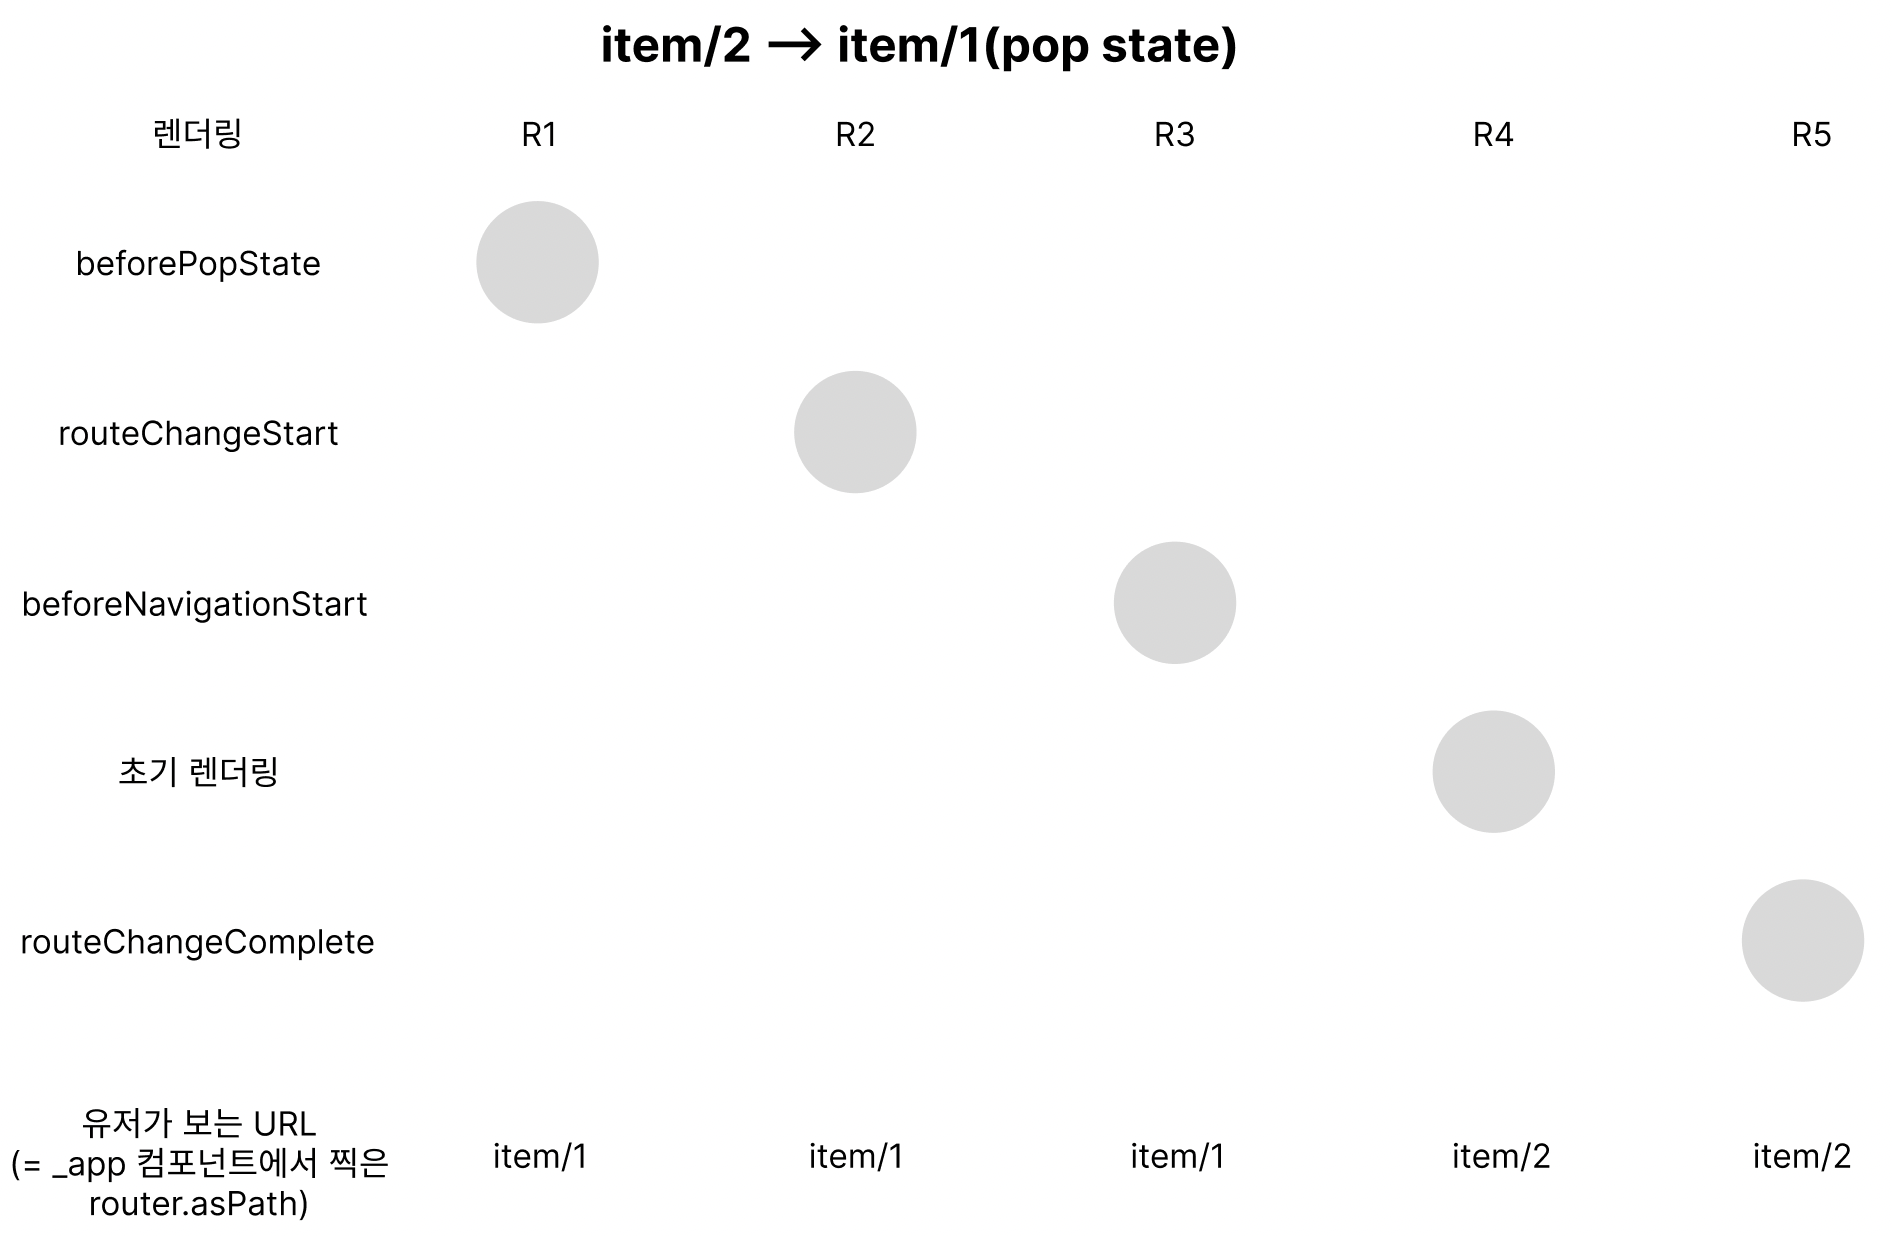 item/2 → item/1(pop state)
렌더링 R1 R2 R3 R4 R5
beforePopState
routeChangeStart
beforeNavigationStart
초기 렌더링
routeChangeComplete
유저가 보는 URL
(= _app 컴포넌트에서 찍은
router.asPath)
item/1 item/1 item/1 item/2 item/2